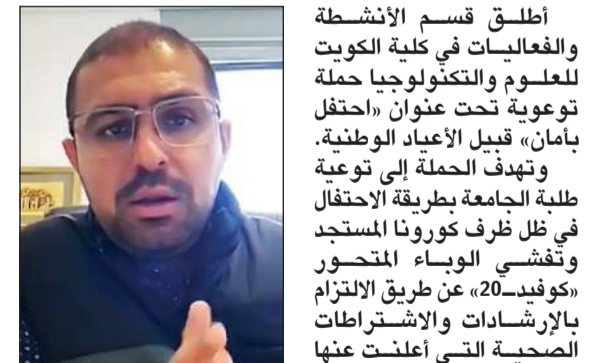 أطلق قسم الأنشطة
والفعاليات في كلية الكويت
للعلوم والتكنولوجيا حملة
توعوية تحت عنوان «احتفل
بأمان» قبيل الأعياد الوطنية.
وتهدف الحملة إلى توعية
طلبة الجامعة بطريقة الاحتفال
في ظل ظرف كورونا المستجد
وتفشي الوباء المتحور
«كوفيد-20» عن طريق الالتزام
بالإرشادات والاشتراطات
الصحية التي أعلنت عنها